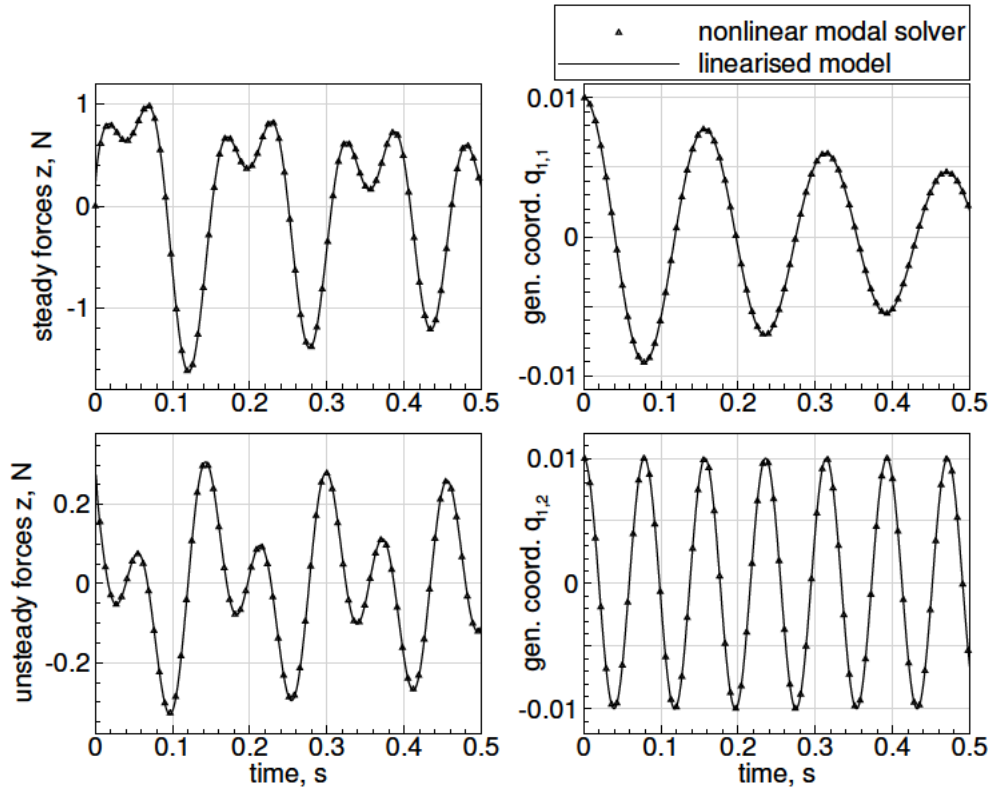 nonlinear modal solver
linearised model
steady forces z, N
1
0
-1
0 0.1 0.2 0.3 0.4 0.5
gen. coord. q1,1
0.01
0
-0.01
0 0.1 0.2 0.3 0.4 0.5
unsteady forces z, N
0.2
0
-0.2
0 0.1 0.2 0.3 0.4 0.5
time, s
gen. coord. q1,2
0.01
0
-0.01
0 0.1 0.2 0.3 0.4 0.5
time, s